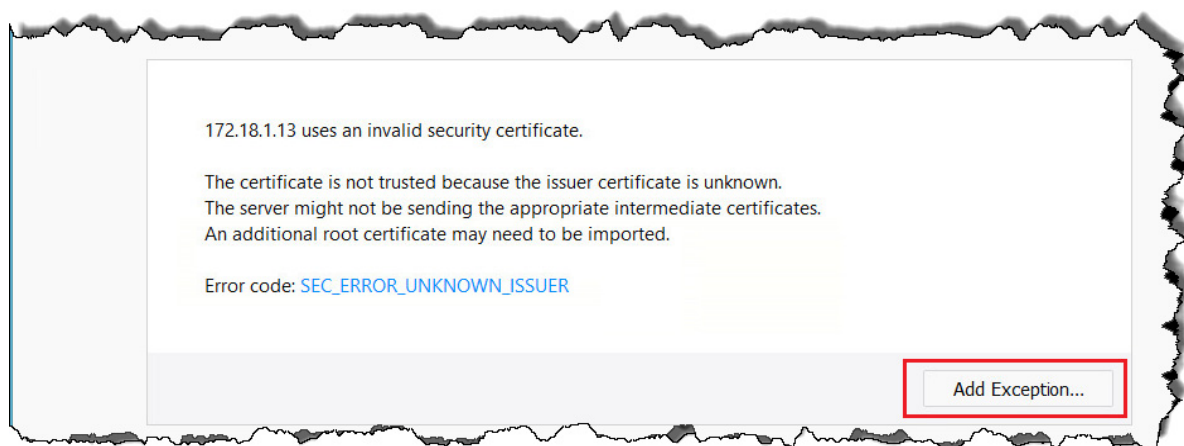 172.18.1.13 uses an invalid security certificate.
The certificate is not trusted because the issuer certificate is unknown.
The server might not be sending the appropriate intermediate certificates.
An additional root certificate may need to be imported.
Error code: SEC_ERROR_UNKNOWN_ISSUER
Add Exception...